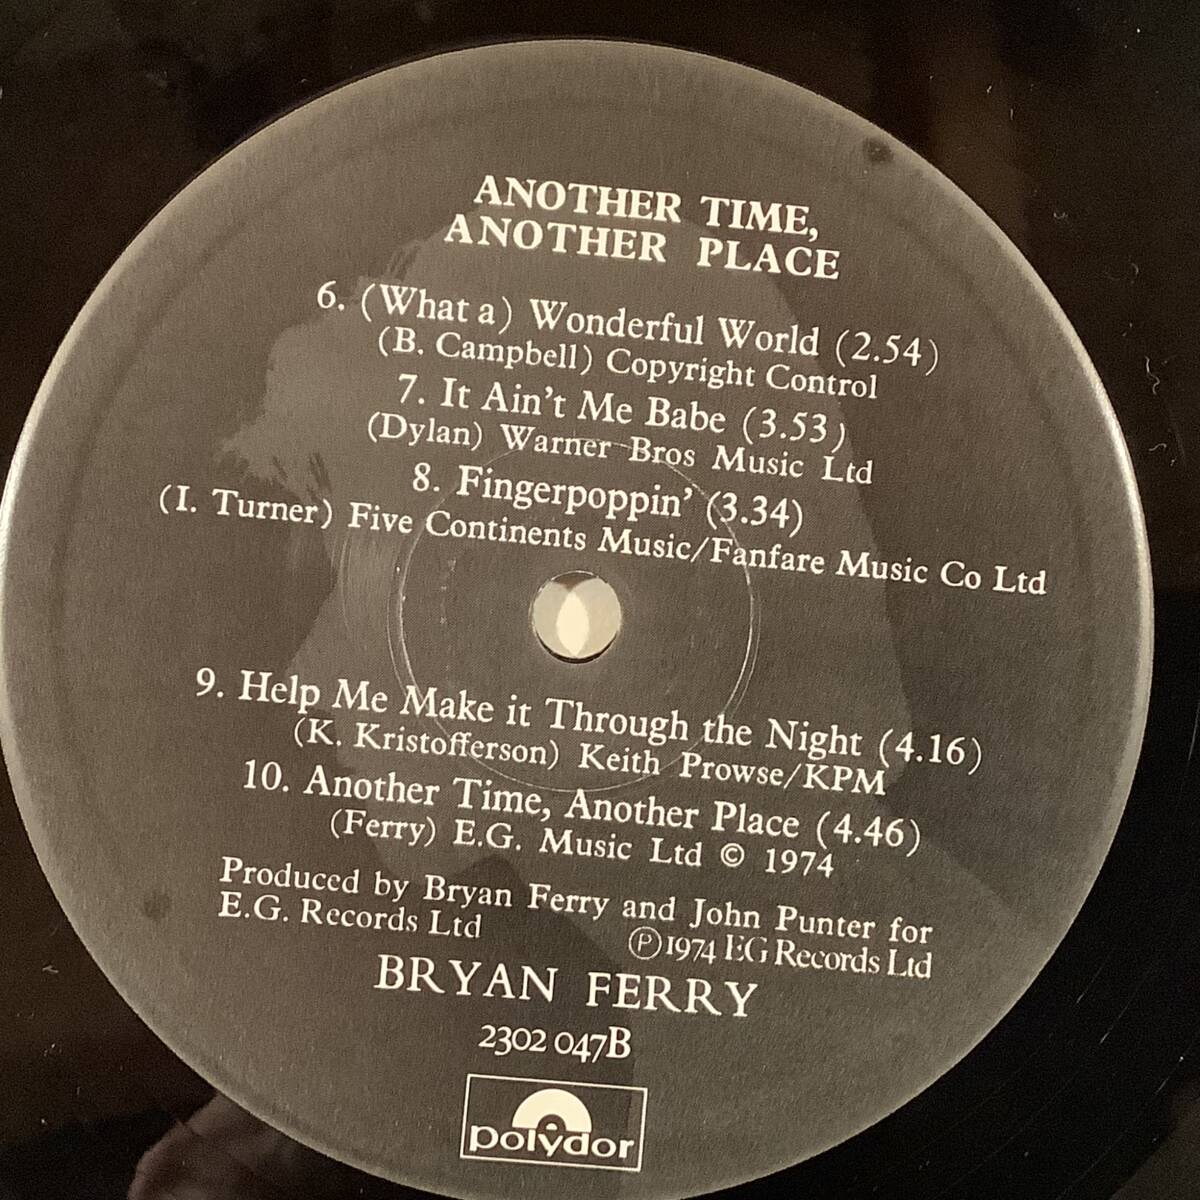 ANOTHER TIME,
ANOTHER PLACE
6. (What a) Wonderful World (2.54)
(B. Campbell) Copyright Control
7. It Ain't Me Babe (3.53)
(Dylan) Warner Bros Music Ltd
8. Fingerpoppin' (3.34)
(I. Turner) Five Continents Music/Fanfare Music Co Ltd
9. Help Me Make it Through the Night (4.16)
(K. Kristofferson) Keith Prowse/KPM
10. Another Time, Another Place (4.46)
(Ferry) E.G. Music Ltd © 1974
Produced by Bryan Ferry and John Punter for
E.G. Records Ltd
Ⓟ1974 EG Records Ltd
BRYAN FERRY
2302 047B
polydor